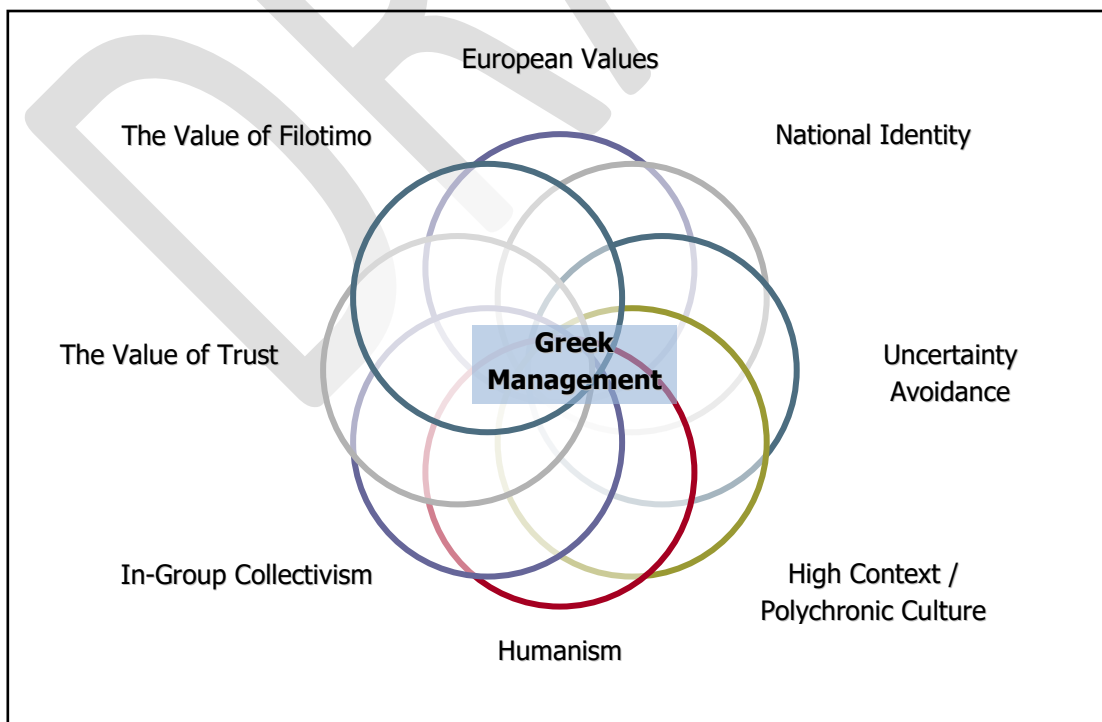 European Values
The Value of Filotimo
National Identity
Greek
Management
The Value of Trust
Uncertainty
Avoidance
In-Group Collectivism
High Context /
Polychronic Culture
Humanism